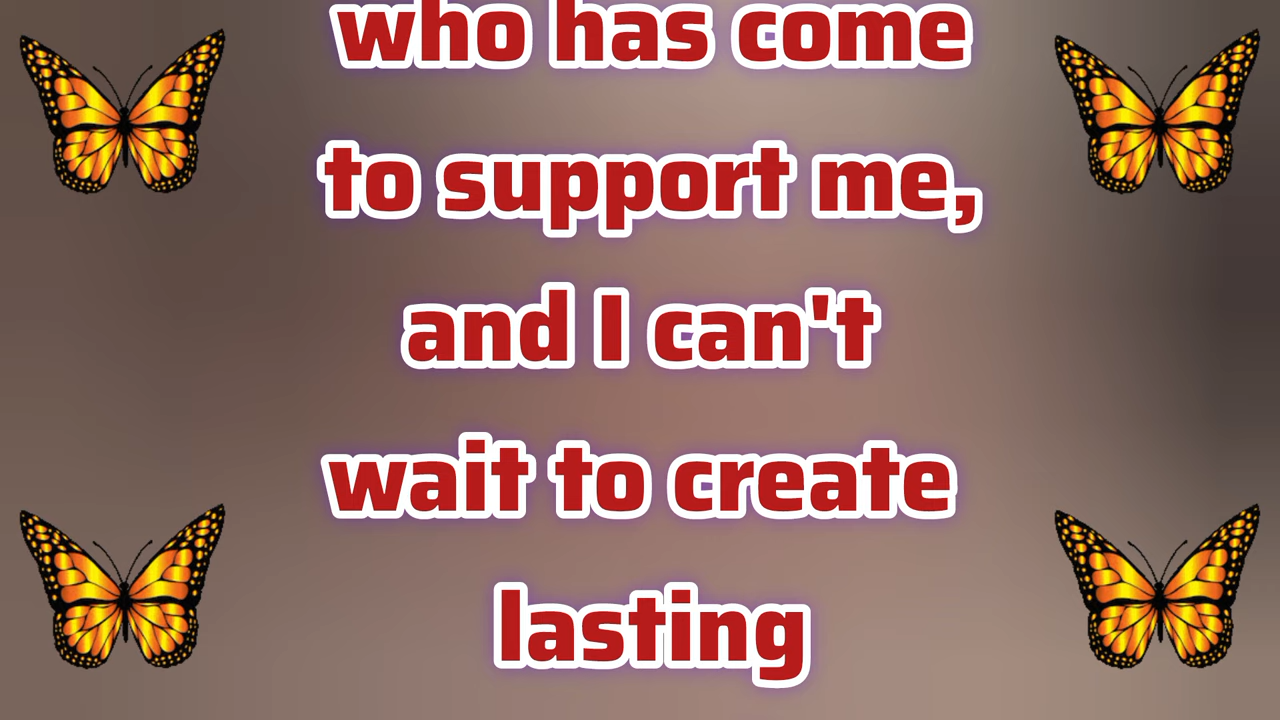 who has come
to support me,
and I can't
wait to create
lasting